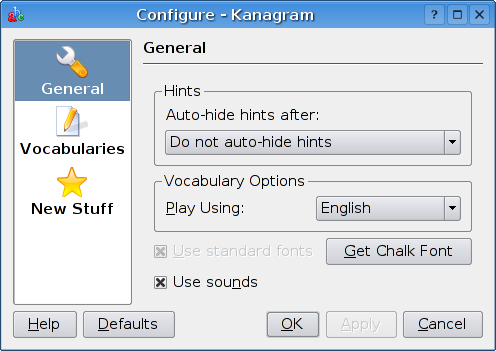 Configure - Kanagram
General
Vocabularies
New Stuff
General
Hints
Auto-hide hints after:
Do not auto-hide hints
Vocabulary Options
Play Using: English
Use standard fonts Get Chalk Font
Use sounds
Help Defaults OK Apply Cancel